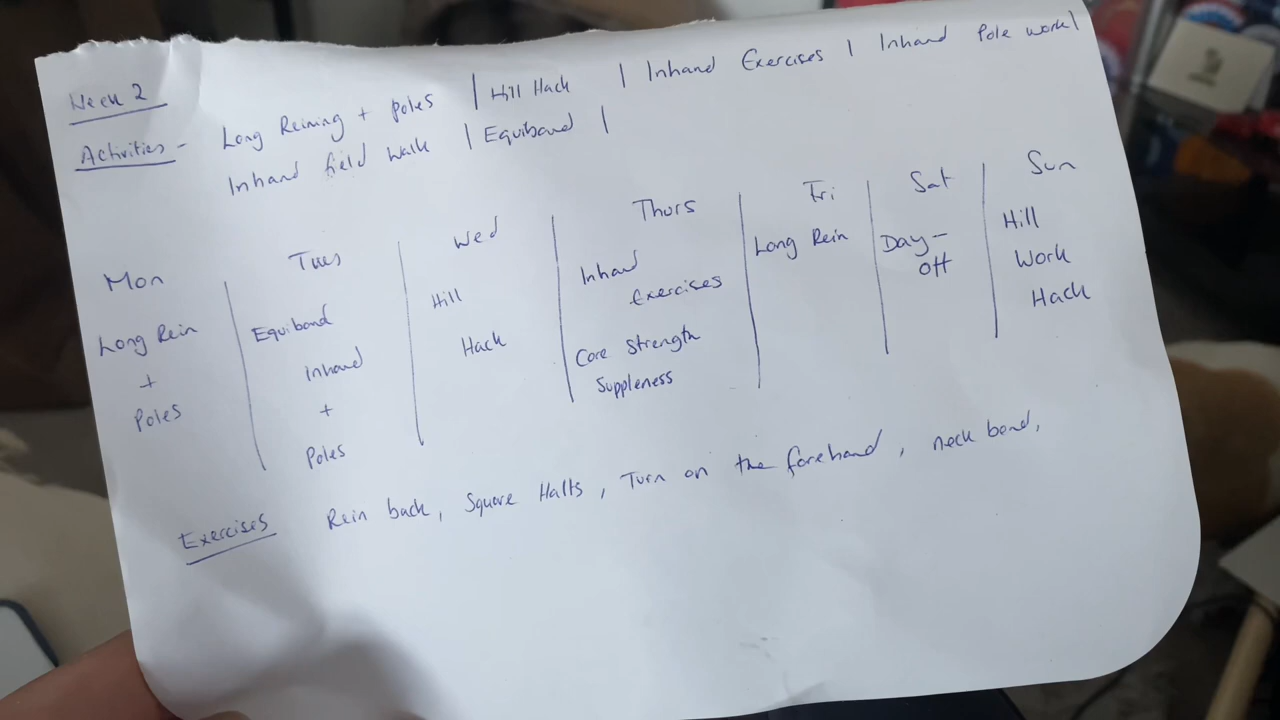 Week 2
Activities - Long Reining + poles | Hill Hack | Inhand Exercises | Inhand Pole work |
Inhand field walk | Equiband |
Mon
Long Rein
+
Poles
Tues
Equiband
inhand
+
Poles
Wed
Hill
Hack
Thurs
Inhand
exercises
Core Strength
Suppleness
Fri
Long Rein
Sat
Day-
Off
Sun
Hill
Work
Hack
Exercises Rein back, Square Halts, Turn on the forehand, neck bend,